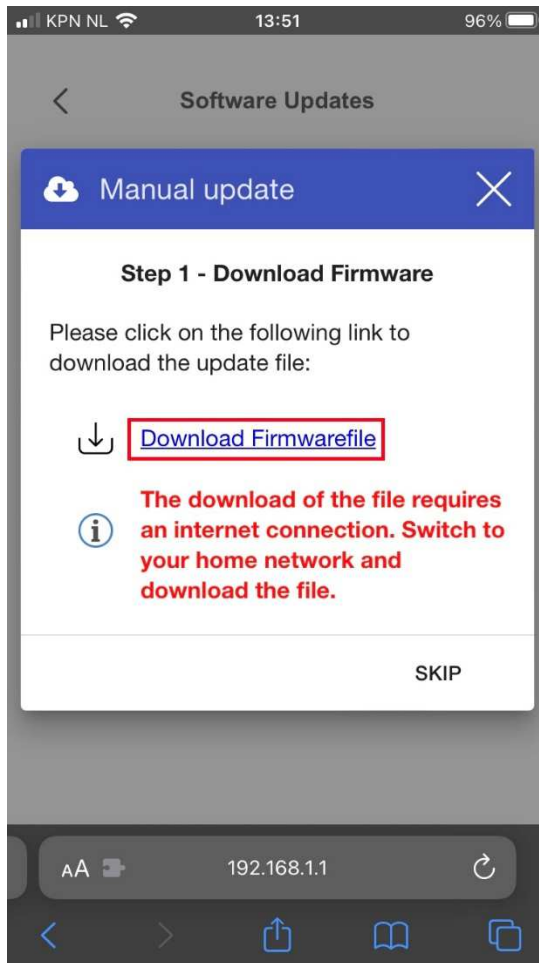 KPN NL 13:51 96%
Software Updates
Manual update
Step 1 - Download Firmware
Please click on the following link to
download the update file:
Download Firmwarefile
The download of the file requires
an internet connection. Switch to
your home network and
download the file.
SKIP
AA 192.168.1.1